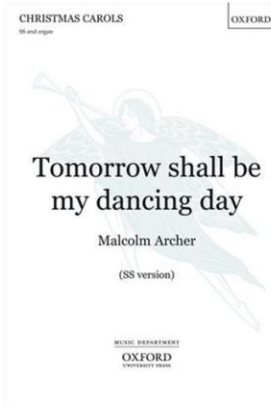 CHRISTMAS CAROLS
OXFORD
SS and organ
Tomorrow shall be
my dancing day
Malcolm Archer
(SS version)
MUSIC DEPARTMENT
OXFORD
UNIVERSITY PRESS